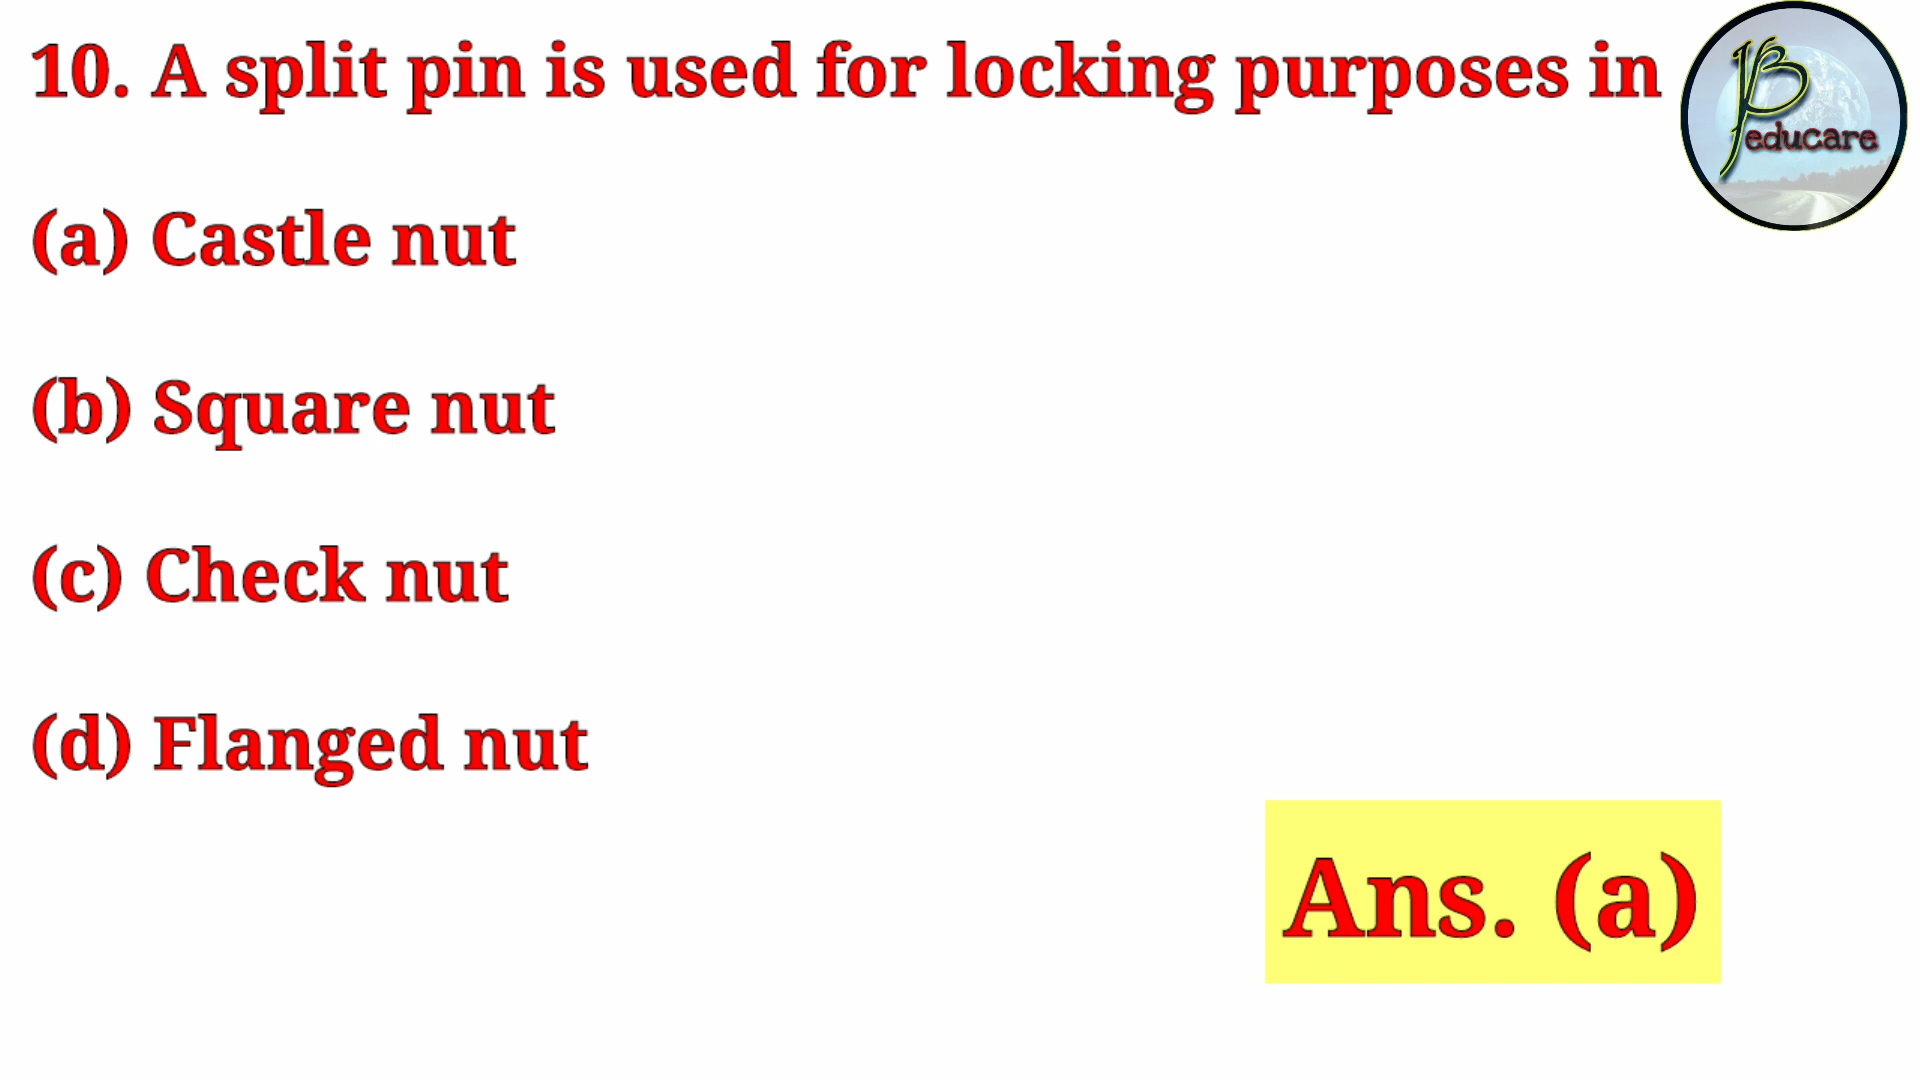 10. A split pin is used for locking purposes in
(a) Castle nut
(b) Square nut
(c) Check nut
(d) Flanged nut
Ans. (a)
educare